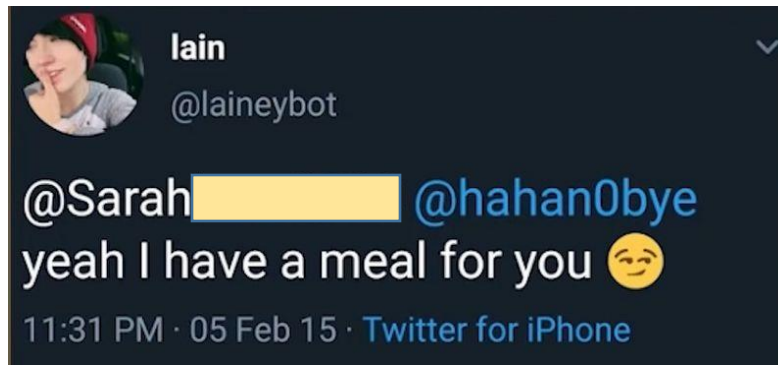 lain
@laineybot
@Sarah @hahan0bye
yeah I have a meal for you 😏
11:31 PM · 05 Feb 15 · Twitter for iPhone